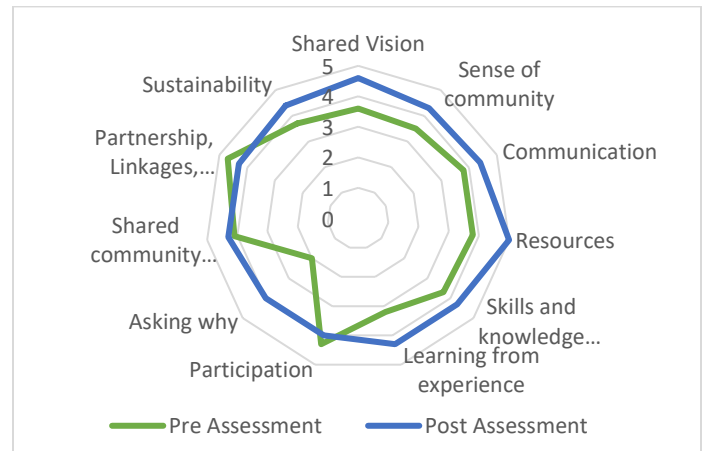 Shared Vision
Sense of
community
Communication
Resources
Skills and
knowledge...
Learning from
experience
Participation
Asking why
Shared
community...
Partnership,
Linkages,...
Sustainability
5
4
3
2
1
0
Pre Assessment
Post Assessment